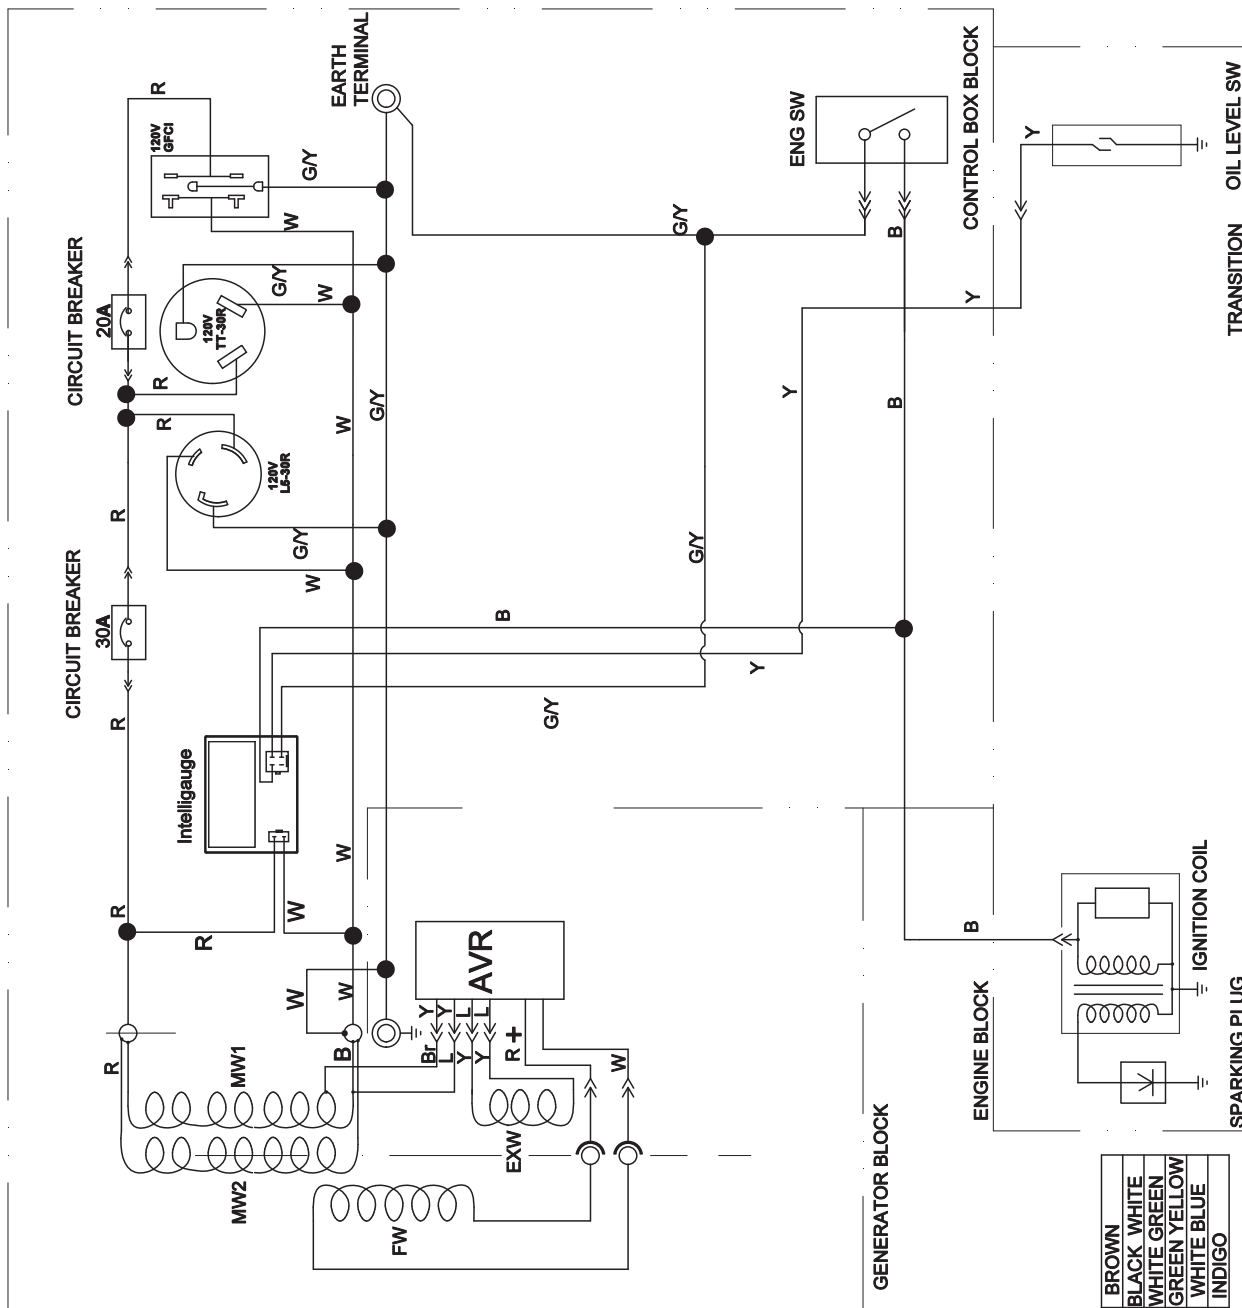 EARTH
TERMINAL
R
120V
GFCI
G/Y
W
CIRCUIT BREAKER
20A
G/Y
W
120V
TT-30R
R
R
W
G/Y
120V
L5-30R
R
G/Y
W
CIRCUIT BREAKER
30A
R
ENG SW
CONTROL BOX BLOCK
G/Y
B
Y
OIL LEVEL SW
TRANSITION
Y
Y
B
G/Y
B
Y
G/Y
Intelligauge
W
R
R
W
W
W
AVR
B
R
MW1
MW2
Y
Y
L
L
Br
L
Y
Y
R
+
W
EXW
FW
GENERATOR BLOCK
B
ENGINE BLOCK
IGNITION COIL
SPARKING PLUG
BROWN
BLACK WHITE
WHITE GREEN
GREEN YELLOW
WHITE BLUE
INDIGO